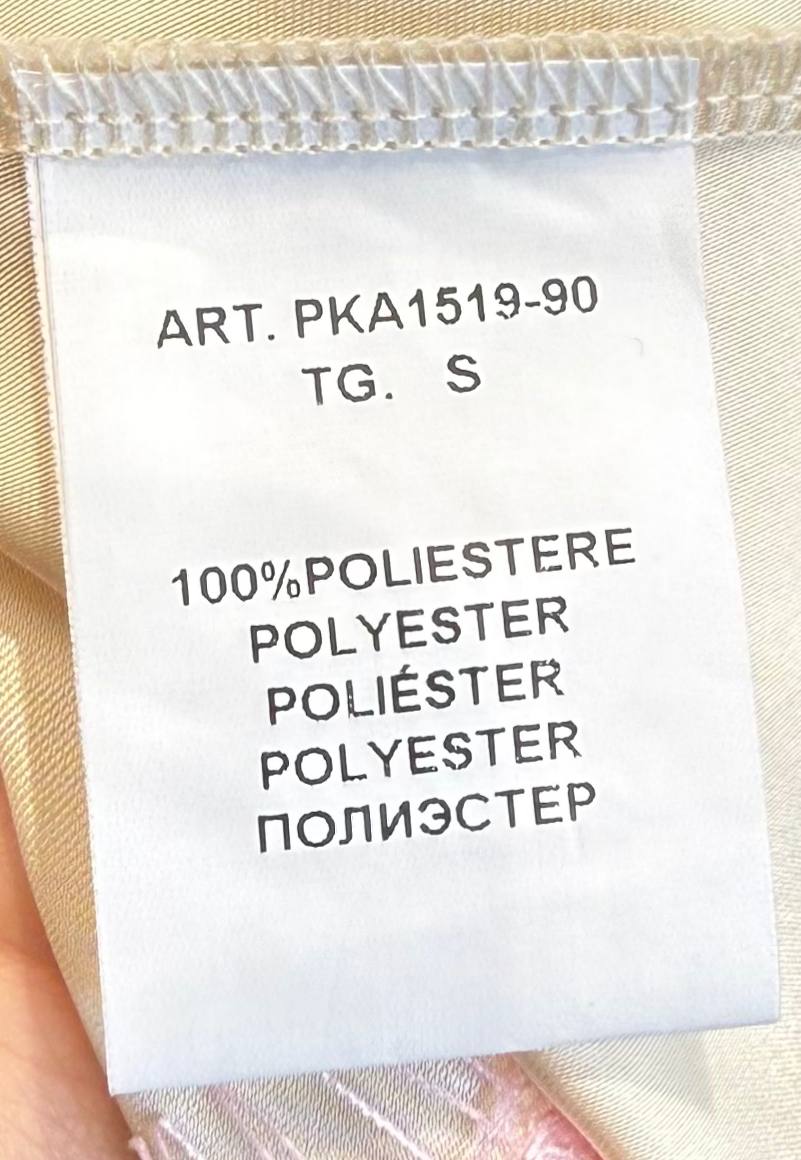 ART. PKA1519-90
TG. S
100%POLIESTERE
POLYESTER
POLIÉSTER
POLYESTER
ПОЛИЭСТЕР